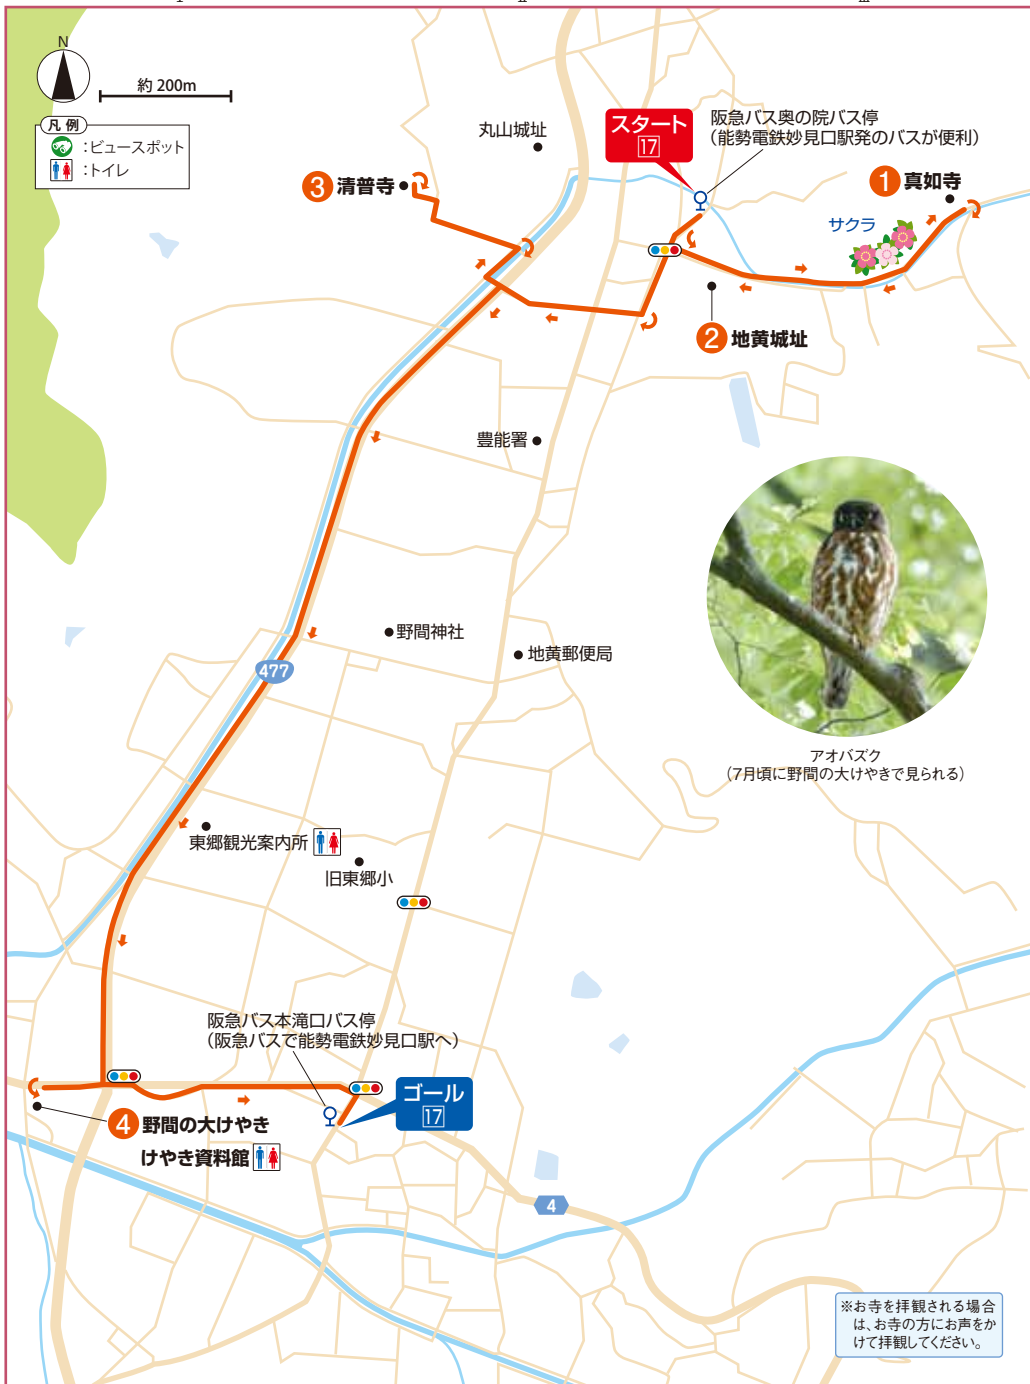 N
約 200m
凡 例
:ビュースポット
:トイレ
丸山城址
スタート
17
阪急バス奥の院バス停
(能勢電鉄妙見口駅発のバスが便利)
1 真如寺
サクラ
3 清普寺
2 地黄城址
豊能署
野間神社
地黄郵便局
477
アオバズク
(7月頃に野間の大けやきで見られる)
東郷観光案内所
旧東郷小
阪急バス本滝口バス停
(阪急バスで能勢電鉄妙見口駅へ)
ゴール
17
4 野間の大けやき
けやき資料館
4
※お寺を拝観される場合
は、お寺の方にお声をか
けて拝観してください。